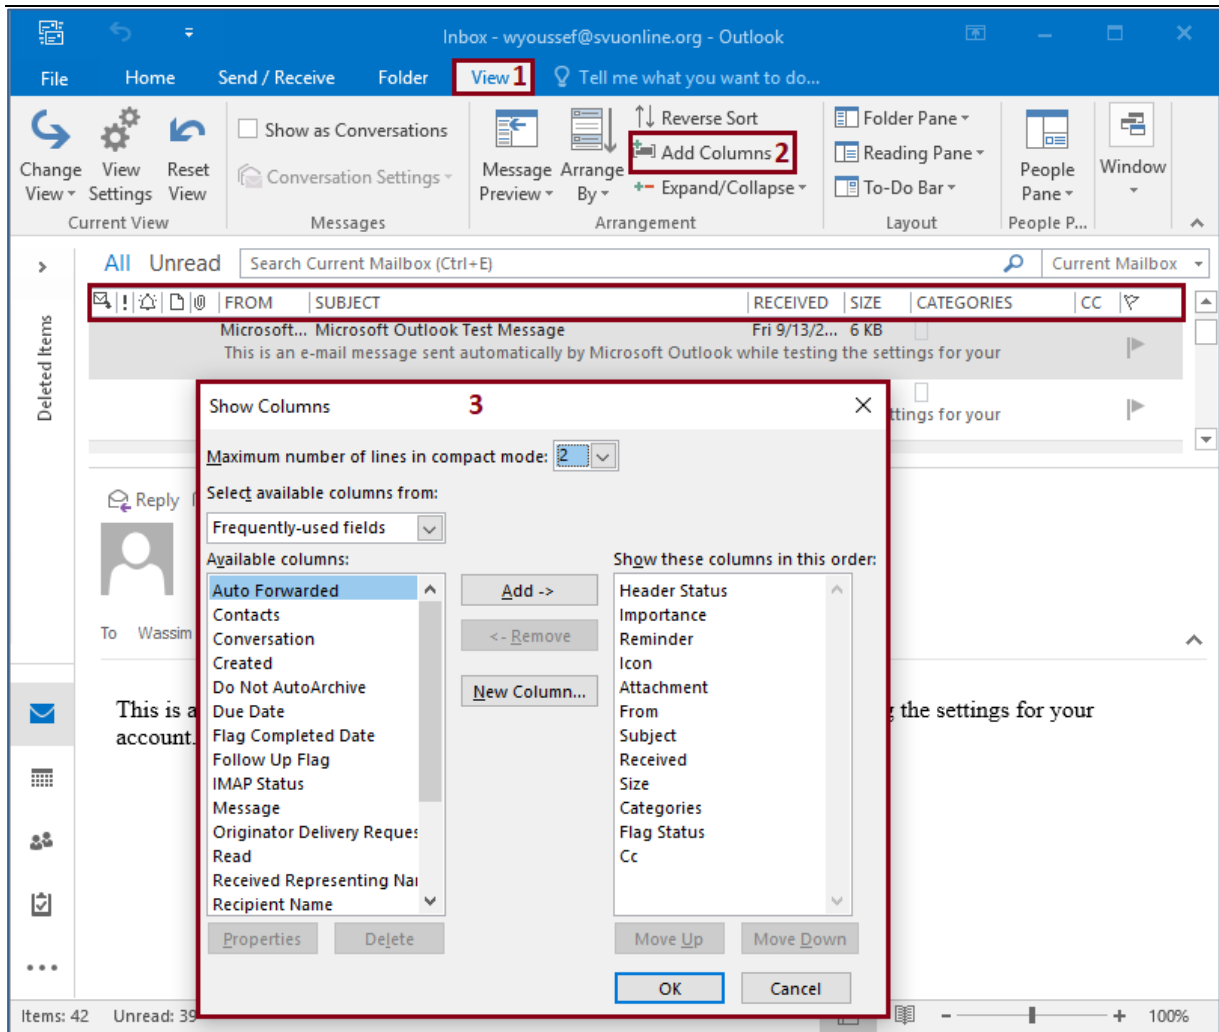 Inbox - wyoussef@svuonline.org - Outlook
File Home Send / Receive Folder View 1 Tell me what you want to do...
Change View
View Settings
Reset View
Current View
Show as Conversations
Conversation Settings
Messages
Message Preview
Arrange By
Reverse Sort
Add Columns 2
Expand/Collapse
Arrangement
Folder Pane
Reading Pane
To-Do Bar
Layout
People Pane
People P...
Window
All Unread Search Current Mailbox (Ctrl+E) Current Mailbox
! FROM SUBJECT RECEIVED SIZE CATEGORIES CC
Microsoft... Microsoft Outlook Test Message Fri 9/13/2... 6 KB
This is an e-mail message sent automatically by Microsoft Outlook while testing the settings for your
ttings for your
Deleted Items
Show Columns 3
Maximum number of lines in compact mode: 2
Select available columns from:
Frequently-used fields
Available columns:
Auto Forwarded
Contacts
Conversation
Created
Do Not AutoArchive
Due Date
Flag Completed Date
Follow Up Flag
IMAP Status
Message
Originator Delivery Reques
Read
Received Representing Nar
Recipient Name
Properties Delete
Add ->
<- Remove
New Column...
Show these columns in this order:
Header Status
Importance
Reminder
Icon
Attachment
From
Subject
Received
Size
Categories
Flag Status
Cc
Move Up Move Down
OK Cancel
Reply
To Wassim
This is a
g the settings for your
account.
Items: 42 Unread: 39
- + 100%